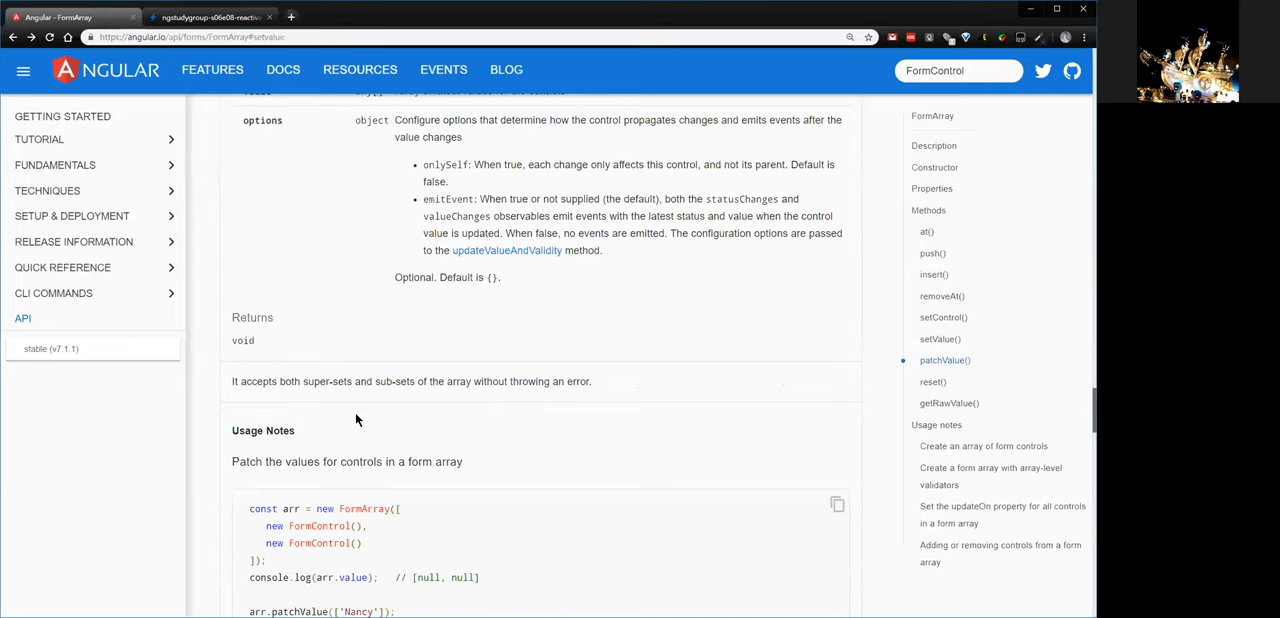 Angular - FormArray
ngstudygroup-s06e08-reactive
https://angular.io/api/forms/FormArray#setvalue
ANGULAR
FEATURES
DOCS
RESOURCES
EVENTS
BLOG
FormControl
GETTING STARTED
TUTORIAL
FUNDAMENTALS
TECHNIQUES
SETUP & DEPLOYMENT
RELEASE INFORMATION
QUICK REFERENCE
CLI COMMANDS
API
stable (v7.1.1)
options
object
Configure options that determine how the control propagates changes and emits events after the
value changes
onlySelf: When true, each change only affects this control, and not its parent. Default is
false.
emitEvent: When true or not supplied (the default), both the statusChanges and
valueChanges observables emit events with the latest status and value when the control
value is updated. When false, no events are emitted. The configuration options are passed
to the updateValueAndValidity method.
Optional. Default is {}.
Returns
void
It accepts both super-sets and sub-sets of the array without throwing an error.
Usage Notes
Patch the values for controls in a form array
const arr = new FormArray([
new FormControl(),
new FormControl()
]);
console.log(arr.value); // [null, null]
arr.patchValue(['Nancy']);
FormArray
Description
Constructor
Properties
Methods
at()
push()
insert()
removeAt()
setControl()
setValue()
patchValue()
reset()
getRawValue()
Usage notes
Create an array of form controls
Create a form array with array-level
validators
Set the updateOn property for all controls
in a form array
Adding or removing controls from a form
array